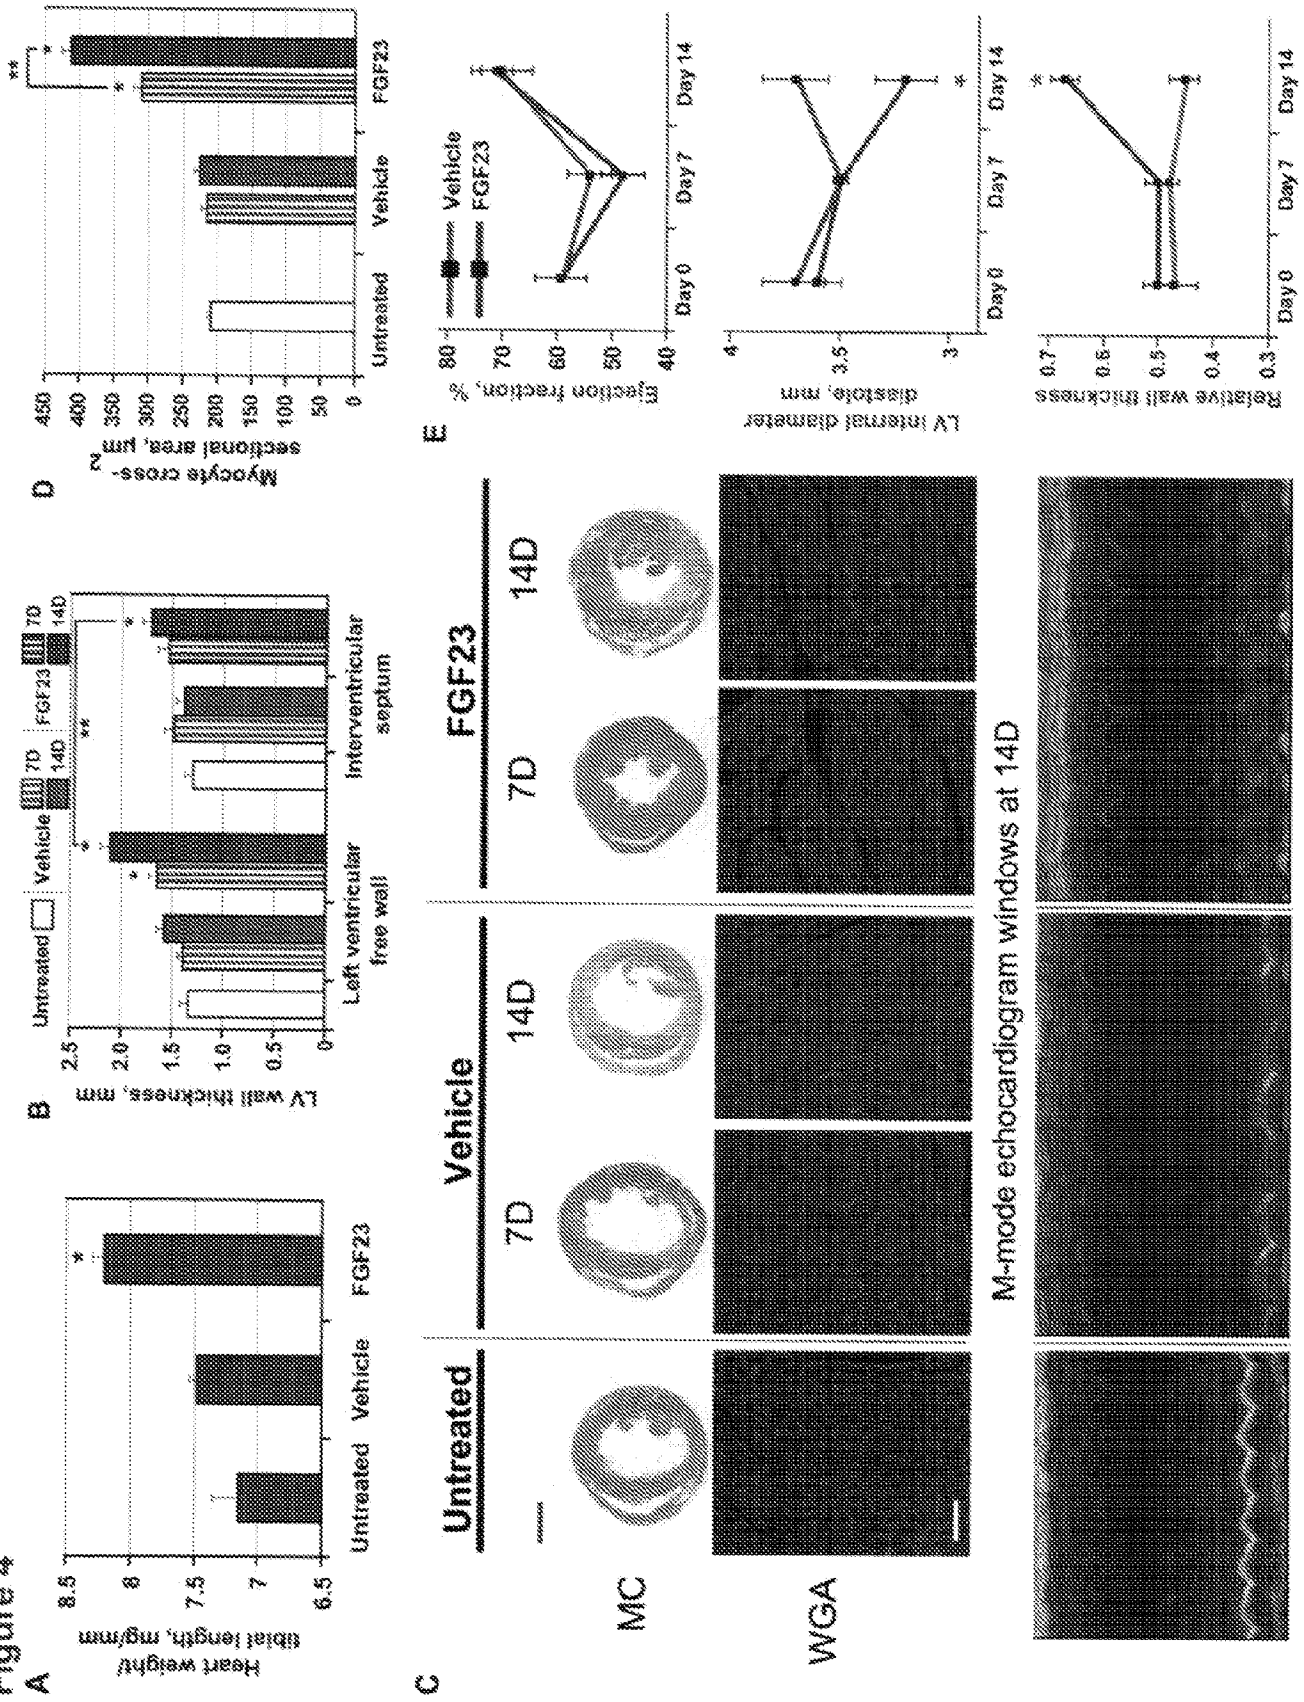 Figure 4
A
Heart weight/
tibial length, mg/mm
8.5
8
7.5
7
6.5
Untreated
Vehicle
FGF23
*
B
Untreated
Vehicle
7D
14D
FGF23
7D
14D
LV wall thickness, mm
2.5
2.0
1.5
1.0
0.5
0
*
*
**
*
Left ventricular
free wall
Interventricular
septum
D
Myocyte cross-
sectional area, µm2
450
400
350
300
250
200
150
100
50
0
*
*
**
Untreated
Vehicle
FGF23
C
Untreated
Vehicle
FGF23
7D
14D
7D
14D
MC
WGA
M-mode echocardiogram windows at 14D
E
Vehicle
FGF23
Ejection fraction, %
80
70
60
50
40
Day 0
Day 7
Day 14
LV internal diameter
diastole, mm
4
3.5
3
*
Day 0
Day 7
Day 14
Relative wall thickness
0.7
0.6
0.5
0.4
0.3
*
Day 0
Day 7
Day 14